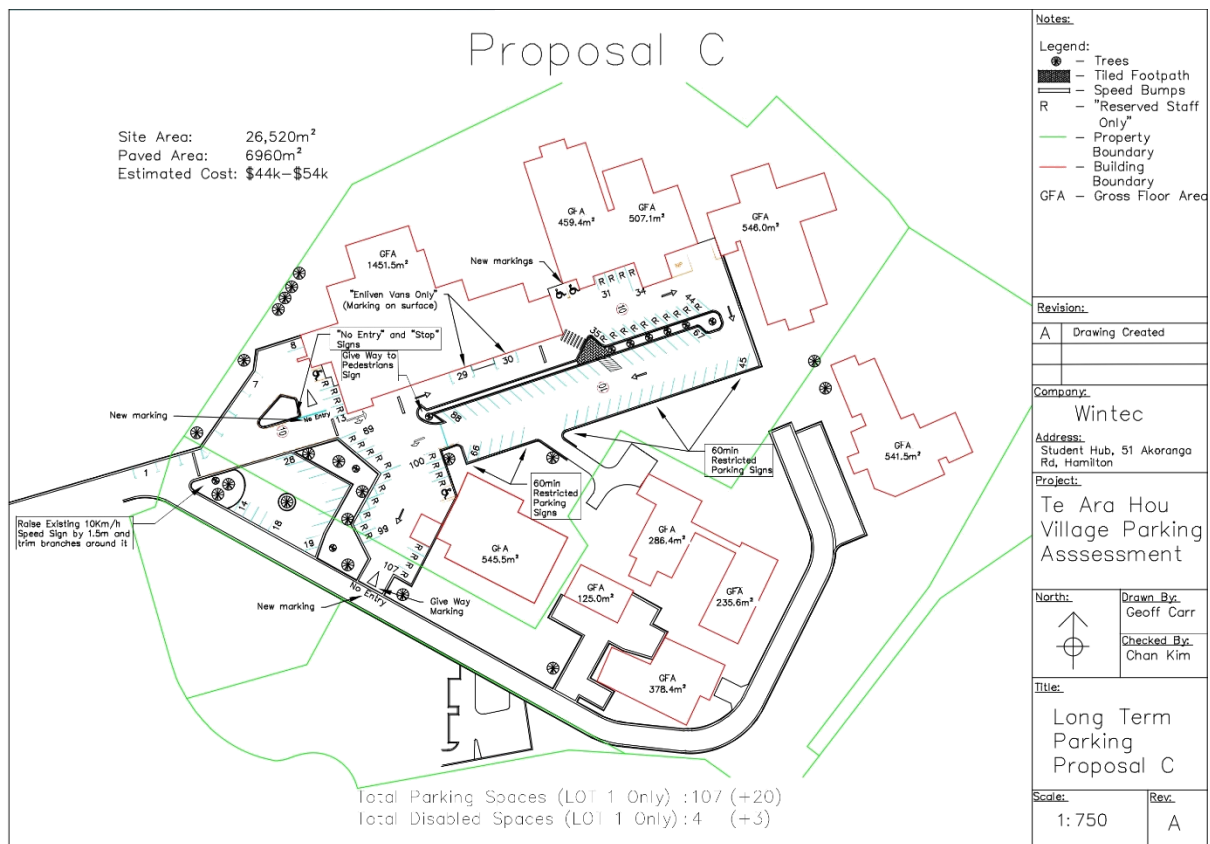 Proposal C
Site Area: 26,520m²
Paved Area: 6960m²
Estimated Cost: $44k-$54k
GFA
459.4m²
GFA
507.1m²
GFA
546.0m²
GFA
1451.5m²
New markings
"Enliven Vans Only"
(Marking on surface)
"No Entry" and "Stop"
Signs
Give Way to
Pedestrians
Sign
New marking
No Entry
R R R R
31
34
10
44
35
R R R R R R R R R
67
45
10
8
7
30
29
88
13
89
10
66
100
28
1
14
18
19
99
107
60min
Restricted
Parking Signs
60min
Restricted
Parking
Signs
GFA
541.5m²
Raise Existing 10Km/h
Speed Sign by 1.5m and
trim branches around it
GFA
545.5m²
GFA
286.4m²
GFA
125.0m²
GFA
235.6m²
GFA
378.4m²
No Entry
New marking
Give Way
Marking
Total Parking Spaces (LOT 1 Only) :107 (+20)
Total Disabled Spaces (LOT 1 Only) :4 (+3)
Notes:
Legend:
- Trees
- Tiled Footpath
- Speed Bumps
R - "Reserved Staff
Only"
- Property
Boundary
- Building
Boundary
GFA - Gross Floor Area
Revision:
A Drawing Created
Company:
Wintec
Address:
Student Hub, 51 Akoranga
Rd, Hamilton
Project:
Te Ara Hou
Village Parking
Asssessment
North:
Drawn By:
Geoff Carr
Checked By:
Chan Kim
Title:
Long Term
Parking
Proposal C
Scale:
1:750
Rev:
A